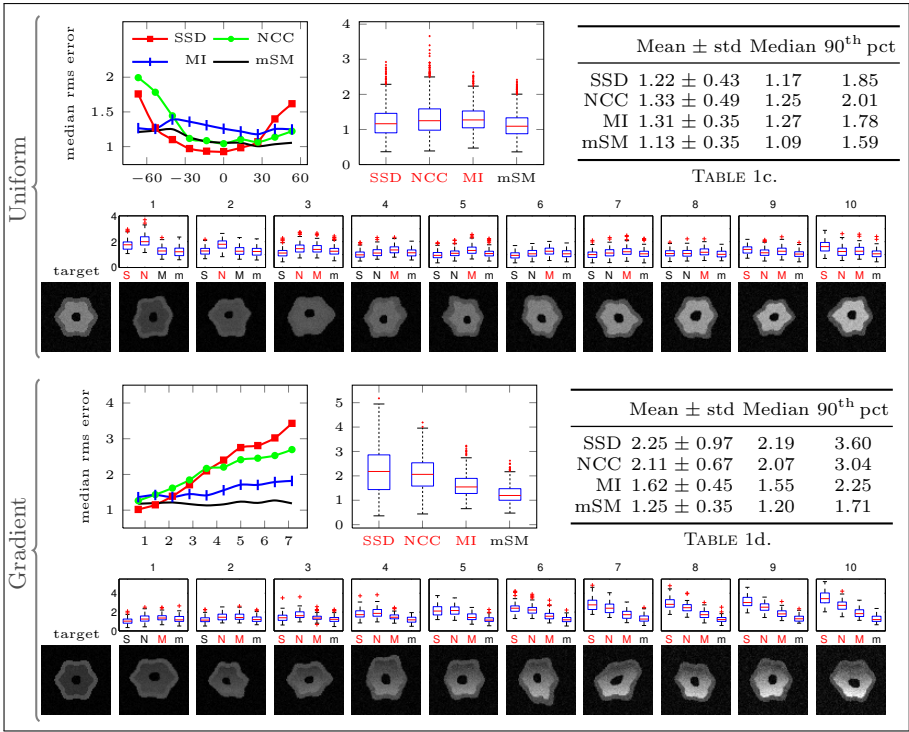 Uniform
median rms error
SSD NCC
MI mSM
2
1.5
1
−60 −30 0 30 60
4
3
2
1
0
SSD NCC MI mSM
Mean ± std Median 90th pct
SSD 1.22 ± 0.43 1.17 1.85
NCC 1.33 ± 0.49 1.25 2.01
MI 1.31 ± 0.35 1.27 1.78
mSM 1.13 ± 0.35 1.09 1.59
TABLE 1c.
1 2 3 4 5 6 7 8 9 10
4
2
0
target
S N M m S N M m S N M m S N M m S N M m S N M m S N M m S N M m S N M m S N M m
Gradient
median rms error
4
3
2
1
1 2 3 4 5 6 7
5
4
3
2
1
0
SSD NCC MI mSM
Mean ± std Median 90th pct
SSD 2.25 ± 0.97 2.19 3.60
NCC 2.11 ± 0.67 2.07 3.04
MI 1.62 ± 0.45 1.55 2.25
mSM 1.25 ± 0.35 1.20 1.71
TABLE 1d.
1 2 3 4 5 6 7 8 9 10
4
2
0
target
S N M m S N M m S N M m S N M m S N M m S N M m S N M m S N M m S N M m S N M m